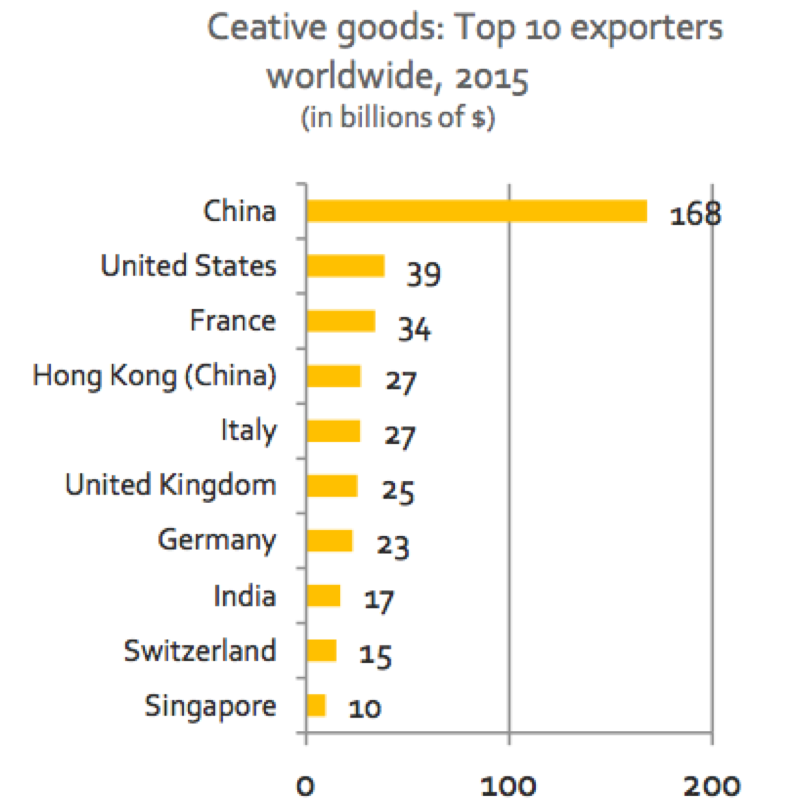 Ceative goods: Top 10 exporters
worldwide, 2015
(in billions of $)
China 168
United States 39
France 34
Hong Kong (China) 27
Italy 27
United Kingdom 25
Germany 23
India 17
Switzerland 15
Singapore 10
0 100 200